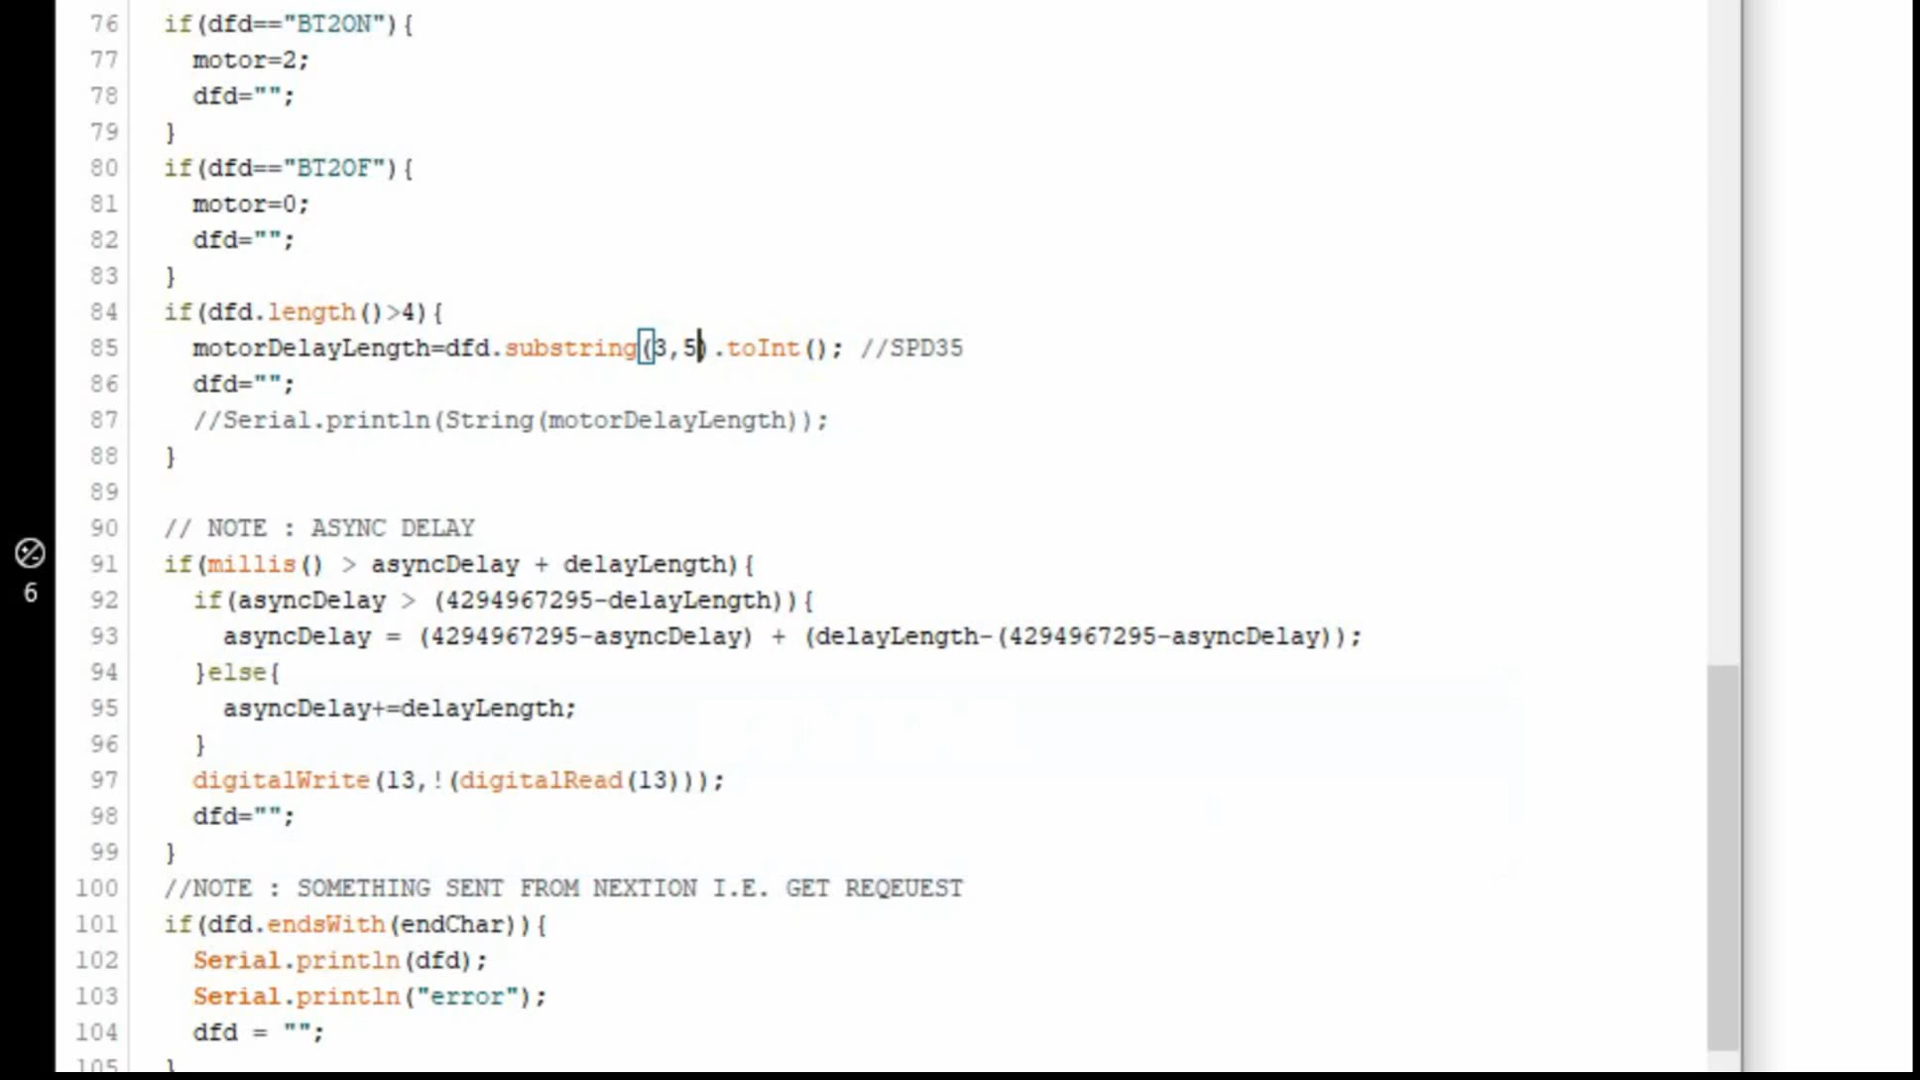 76 if(dfd=="BT2ON"){
77 motor=2;
78 dfd="";
79 }
80 if(dfd=="BT2OF"){
81 motor=0;
82 dfd="";
83 }
84 if(dfd.length()>4){
85 motorDelayLength=dfd.substring(3,5).toInt(); //SPD35
86 dfd="";
87 //Serial.println(String(motorDelayLength));
88 }
89
90 // NOTE : ASYNC DELAY
91 if(millis() > asyncDelay + delayLength){
92 if(asyncDelay > (4294967295-delayLength)){
93 asyncDelay = (4294967295-asyncDelay) + (delayLength-(4294967295-asyncDelay));
94 }else{
95 asyncDelay+=delayLength;
96 }
97 digitalWrite(13,!(digitalRead(13)));
98 dfd="";
99 }
100 //NOTE : SOMETHING SENT FROM NEXTION I.E. GET REQEUEST
101 if(dfd.endsWith(endChar)){
102 Serial.println(dfd);
103 Serial.println("error");
104 dfd = "";
105 }
6